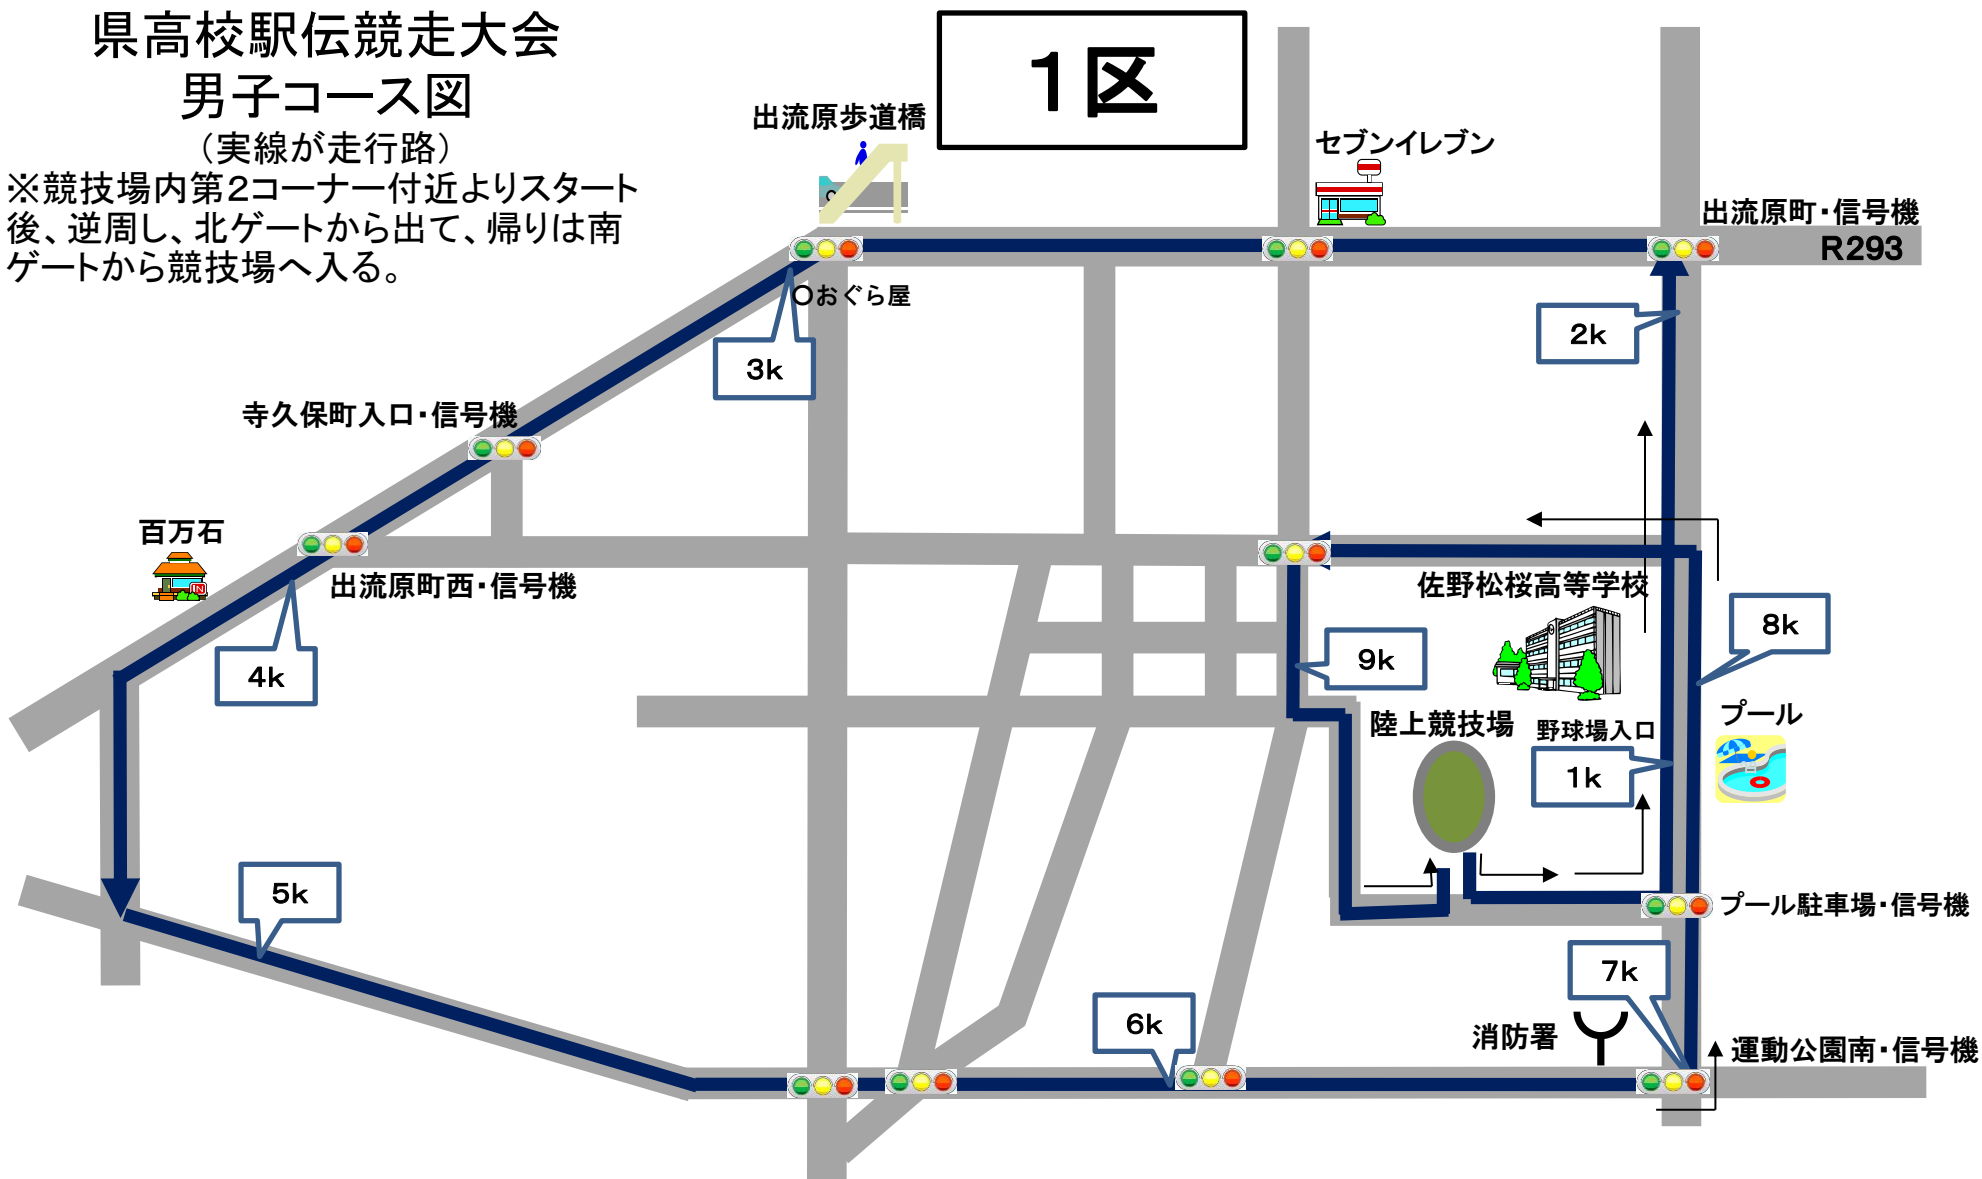 県高校駅伝競走大会
男子コース図
（実線が走行路）
※競技場内第2コーナー付近よりスタート
後、逆周し、北ゲートから出て、帰りは南
ゲートから競技場へ入る。
1区
出流原歩道橋
セブンイレブン
出流原町・信号機
R293
○おぐら屋
2k
3k
寺久保町入口・信号機
百万石
出流原町西・信号機
佐野松桜高等学校
8k
9k
4k
陸上競技場
野球場入口
プール
1k
5k
プール駐車場・信号機
7k
6k
消防署
運動公園南・信号機